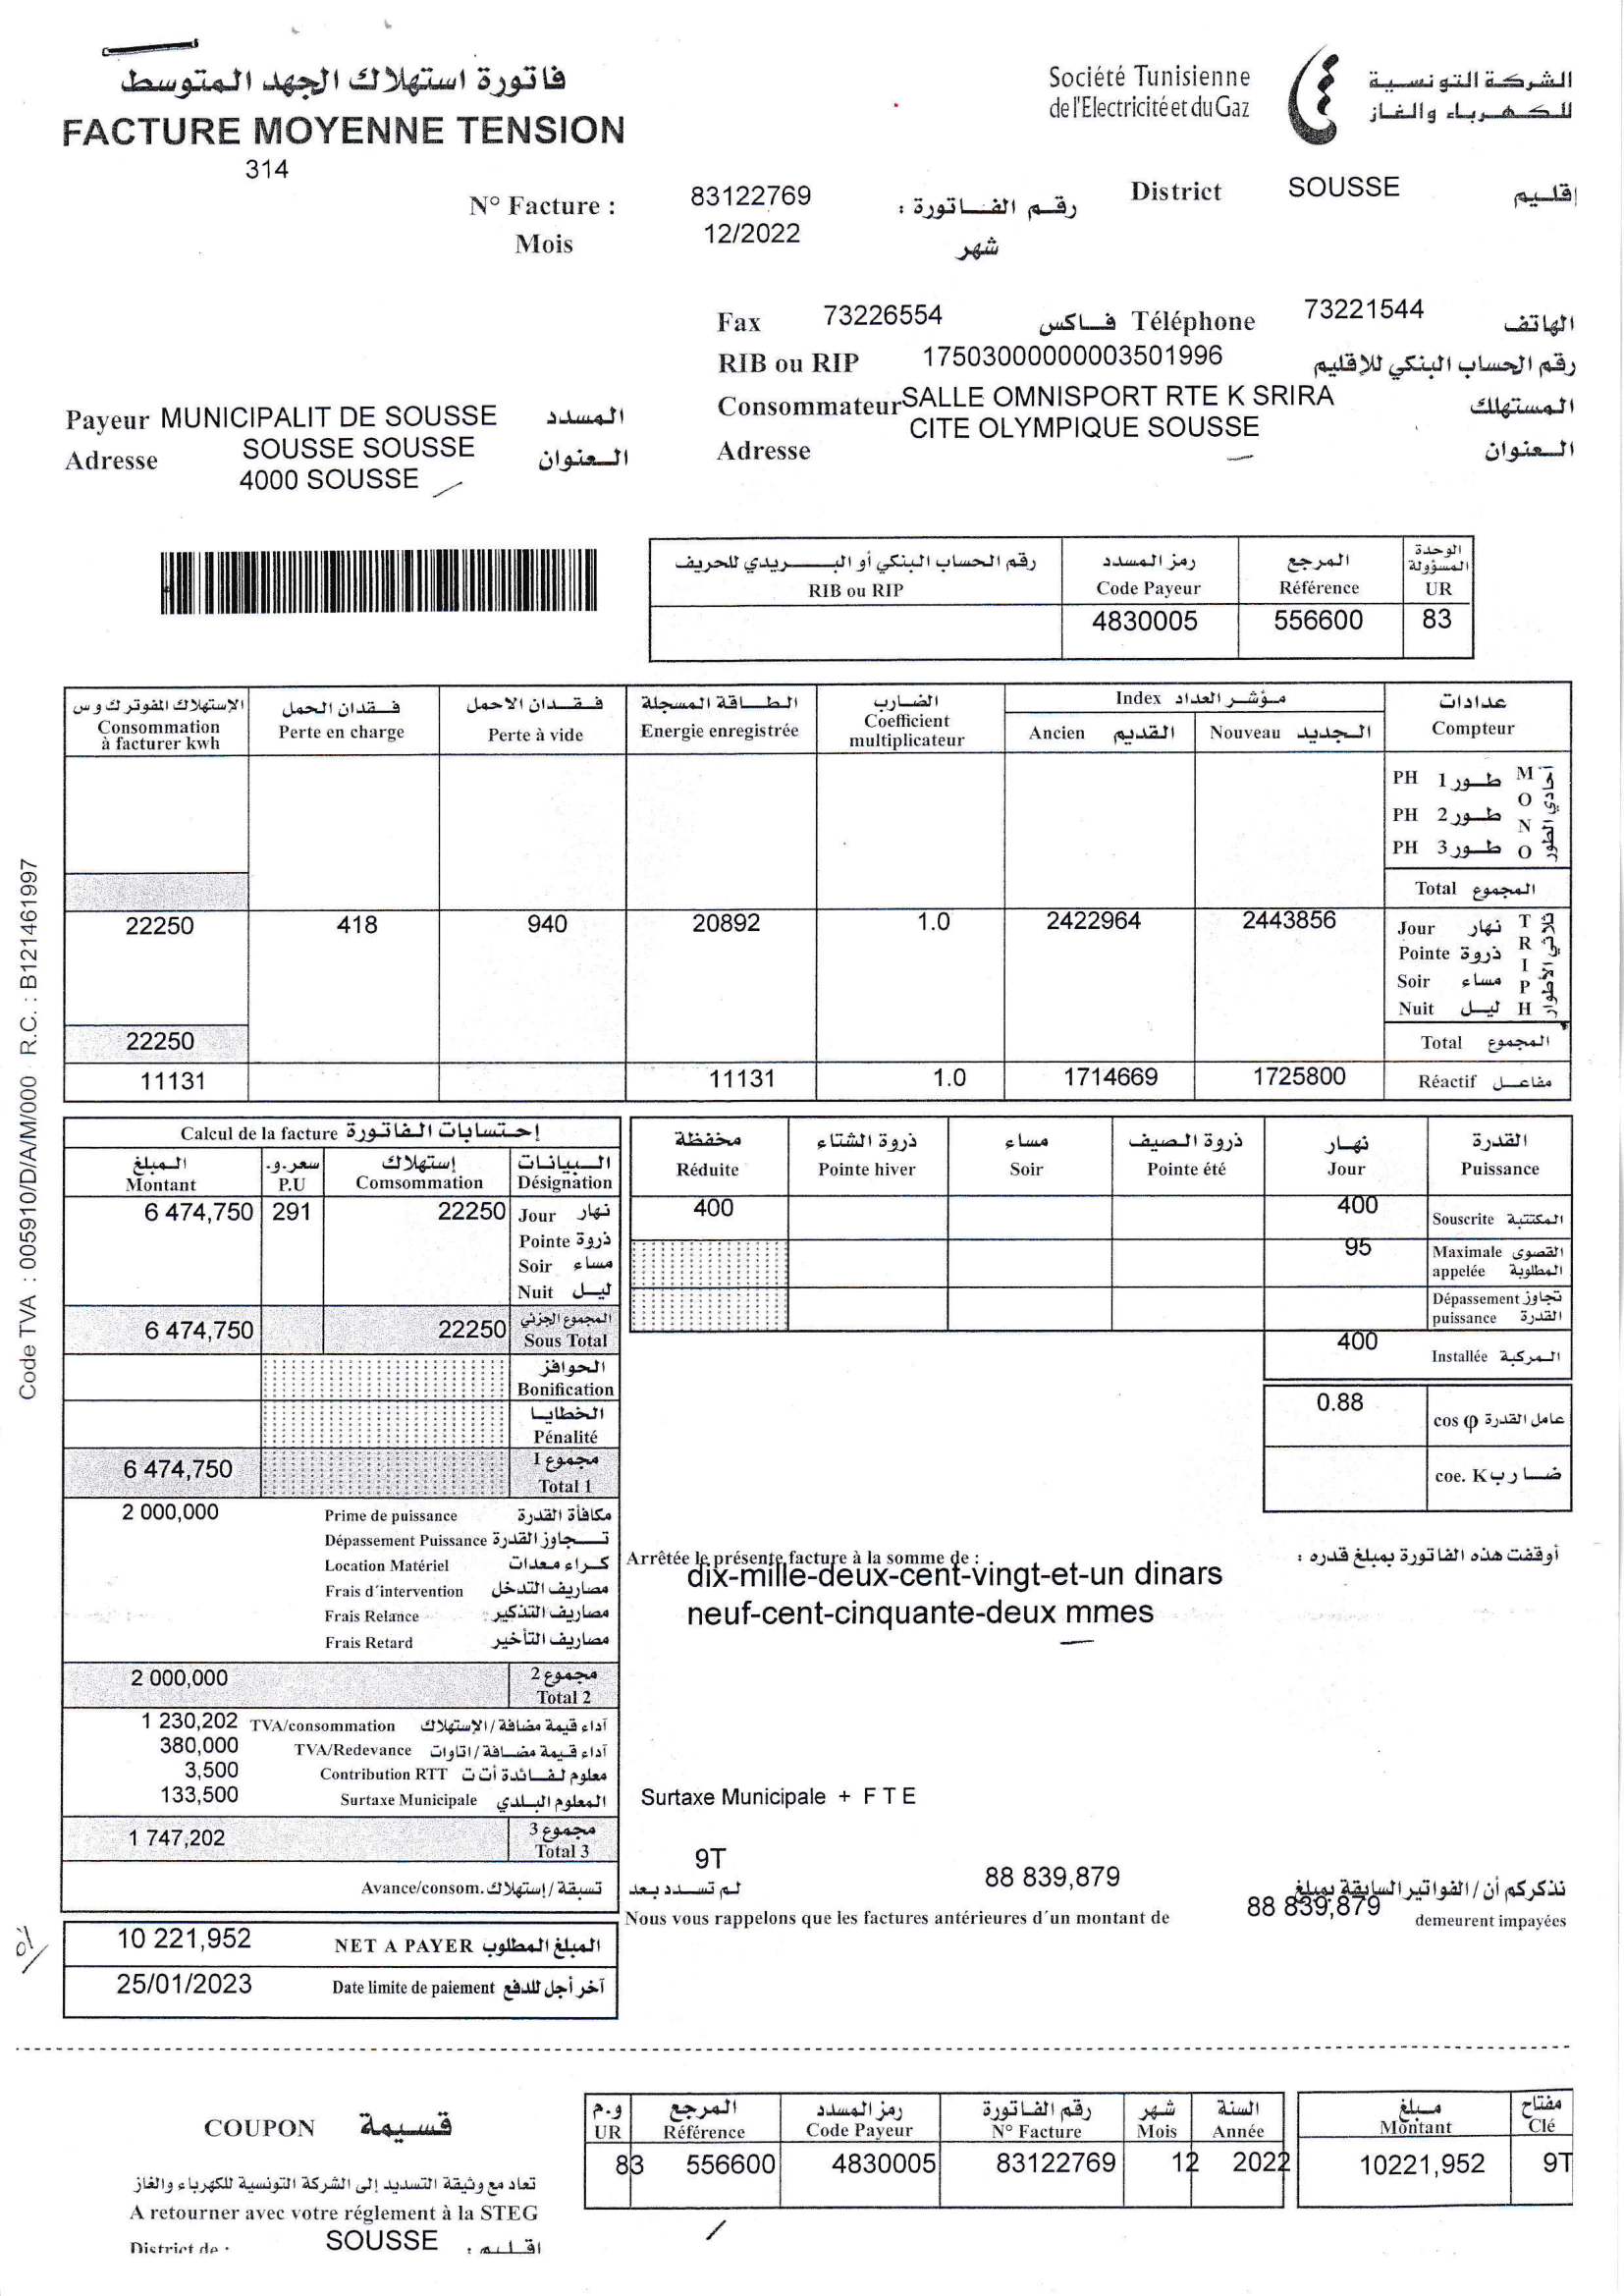 فاتورة استهلاك الجهد المتوسط
FACTURE MOYENNE TENSION
314
Société Tunisienne
de l'Electricité et du Gaz
الشركة التونسية
للكهرباء والغاز
N° Facture : 83122769 رقم الفاتورة :
Mois 12/2022 شهر
District SOUSSE إقليم
Fax 73226554 فاكس Téléphone 73221544 الهاتف
RIB ou RIP 17503000000003501996 رقم الحساب البنكي للاقليم
Payeur MUNICIPALIT DE SOUSSE المسدد
Adresse SOUSSE SOUSSE العنوان
4000 SOUSSE
Consommateur SALLE OMNISPORT RTE K SRIRA المستهلك
CITE OLYMPIQUE SOUSSE
Adresse العنوان
رقم الحساب البنكي أو البريدي للحريف رمز المسدد المرجع الوحدة المسؤولة
RIB ou RIP Code Payeur Référence UR
4830005 556600 83
Code TVA : 005910/D/A/M/000 R.C. : B121461997
الإستهلاك المفوتر ك و س فقدان الحمل فقدان الاحمل الطاقة المسجلة الضارب مؤشر العداد Index عدادات
Consommation à facturer kwh Perte en charge Perte à vide Energie enregistrée Coefficient multiplicateur Ancien القديم Nouveau الجديد Compteur
PH 1 طور MONO أحادي الطور
PH 2 طور
PH 3 طور
Total المجموع
22250 418 940 20892 1.0 2422964 2443856 Jour نهار TRIPH ثلاثي الأطوار
Pointe ذروة
Soir مساء
Nuit ليل
22250 Total المجموع
11131 11131 1.0 1714669 1725800 Réactif مفاعل
Calcul de la facture إحتسابات الفاتورة
المبلغ سعر.و. إستهلاك البيانات
Montant P.U Comsommation Désignation
6 474,750 291 22250 Jour نهار
Pointe ذروة
Soir مساء
Nuit ليل
6 474,750 22250 المجموع الجزئي Sous Total
الحوافز
Bonification
الخطايا
Pénalité
6 474,750 مجموع 1 Total 1
2 000,000 Prime de puissance مكافأة القدرة
Dépassement Puissance تجاوز القدرة
Location Matériel كراء معدات
Frais d'intervention مصاريف التدخل
Frais Relance مصاريف التذكير
Frais Retard مصاريف التأخير
2 000,000 مجموع 2 Total 2
1 230,202 TVA/consommation آداء قيمة مضافة/الإستهلاك
380,000 TVA/Redevance آداء قيمة مضافة/اتاوات
3,500 Contribution RTT معلوم لفائدة أ ت ت
133,500 Surtaxe Municipale المعلوم البلدي
1 747,202 مجموع 3 Total 3
Avance/consom. تسبقة/إستهلاك
10 221,952 NET A PAYER المبلغ المطلوب
25/01/2023 Date limite de paiement آخر أجل للدفع
مخفظة ذروة الشتاء مساء ذروة الصيف نهار القدرة
Réduite Pointe hiver Soir Pointe été Jour Puissance
400 400 Souscrite المكتتبة
95 Maximale appelée القصوى المطلوبة
Dépassement puissance تجاوز القدرة
400 Installée المركبة
0.88 cos φ عامل القدرة
coe. K ضارب
Arrêtée le présente facture à la somme de : أوقفت هذه الفاتورة بمبلغ قدره :
dix-mille-deux-cent-vingt-et-un dinars
neuf-cent-cinquante-deux mmes
Surtaxe Municipale + F T E
9T
لم تسدد بعد 88 839,879 نذكركم أن/الفواتير السابقة بمبلغ
Nous vous rappelons que les factures antérieures d'un montant de 88 839,879 demeurent impayées
COUPON قسيمة
تعاد مع وثيقة التسديد إلى الشركة التونسية للكهرباء والغاز
A retourner avec votre réglement à la STEG
District de : SOUSSE اقليم :
و.م المرجع رمز المسدد رقم الفاتورة شهر السنة مبلغ مفتاح
UR Référence Code Payeur N° Facture Mois Année Montant Clé
83 556600 4830005 83122769 12 2022 10221,952 9T